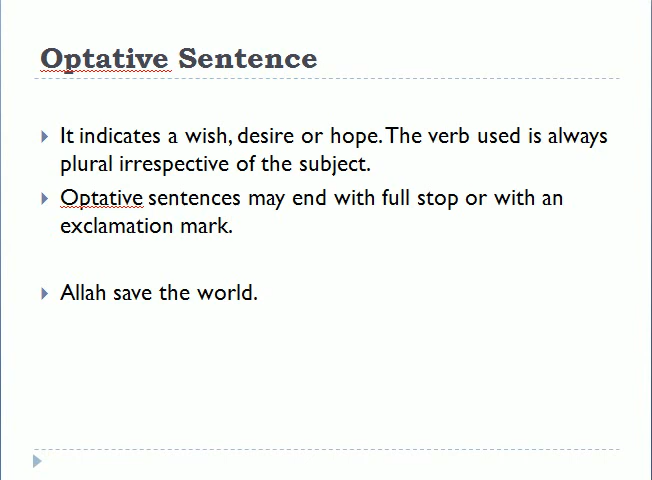 Optative Sentence
It indicates a wish, desire or hope. The verb used is always
plural irrespective of the subject.
Optative sentences may end with full stop or with an
exclamation mark.
Allah save the world.